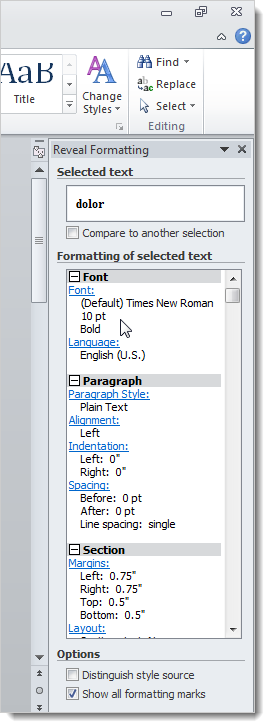 AaB
Title
Change
Styles
Find
Replace
Select
Editing
Reveal Formatting
Selected text
dolor
Compare to another selection
Formatting of selected text
Font
Font:
(Default) Times New Roman
10 pt
Bold
Language:
English (U.S.)
Paragraph
Paragraph Style:
Plain Text
Alignment:
Left
Indentation:
Left: 0"
Right: 0"
Spacing:
Before: 0 pt
After: 0 pt
Line spacing: single
Section
Margins:
Left: 0.75"
Right: 0.75"
Top: 0.5"
Bottom: 0.5"
Layout:
Options
Distinguish style source
Show all formatting marks